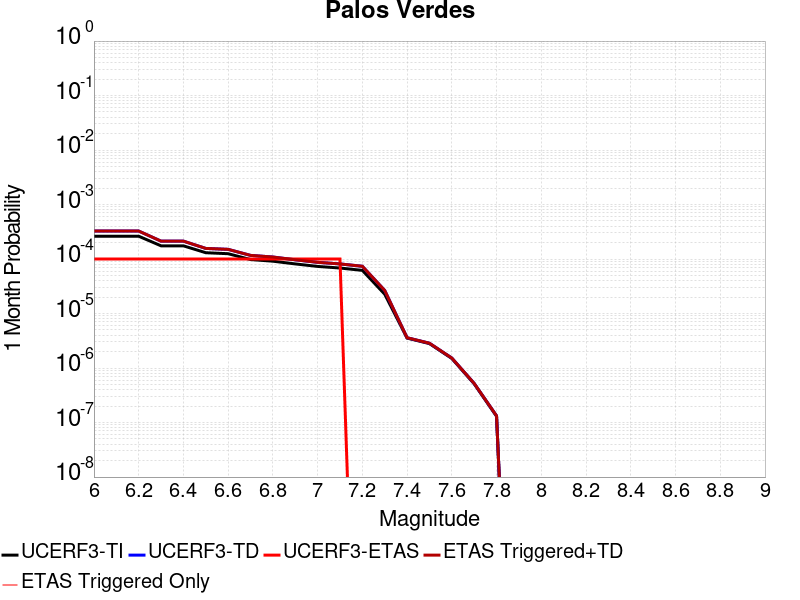 Palos Verdes
1 Month Probability
10^0
10^-1
10^-2
10^-3
10^-4
10^-5
10^-6
10^-7
10^-8
6 6.2 6.4 6.6 6.8 7 7.2 7.4 7.6 7.8 8 8.2 8.4 8.6 8.8 9
Magnitude
UCERF3-TI UCERF3-TD UCERF3-ETAS ETAS Triggered+TD
ETAS Triggered Only